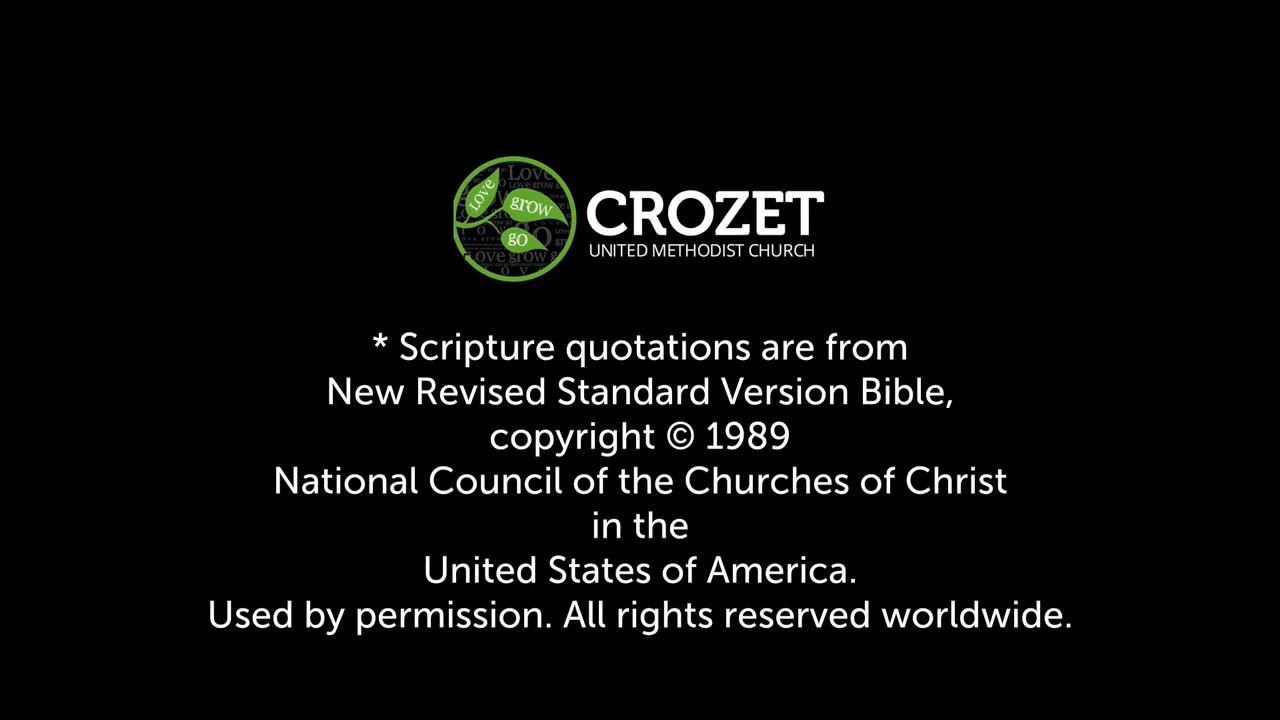 Love
grow
go
CROZET
UNITED METHODIST CHURCH
* Scripture quotations are from
New Revised Standard Version Bible,
copyright © 1989
National Council of the Churches of Christ
in the
United States of America.
Used by permission. All rights reserved worldwide.